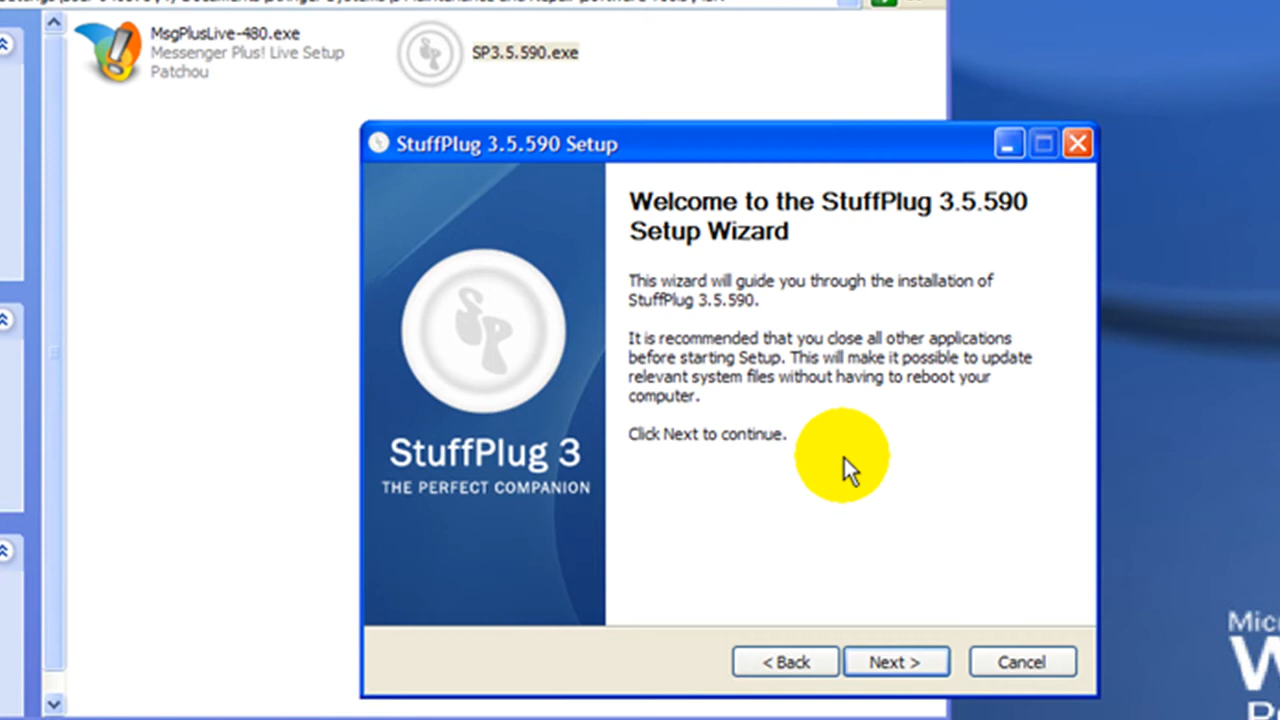 MsgPlusLive-480.exe
Messenger Plus! Live Setup
Patchou
SP3.5.590.exe
StuffPlug 3.5.590 Setup
Welcome to the StuffPlug 3.5.590
Setup Wizard
This wizard will guide you through the installation of
StuffPlug 3.5.590.
It is recommended that you close all other applications
before starting Setup. This will make it possible to update
relevant system files without having to reboot your
computer.
Click Next to continue.
SP
StuffPlug 3
THE PERFECT COMPANION
< Back
Next >
Cancel